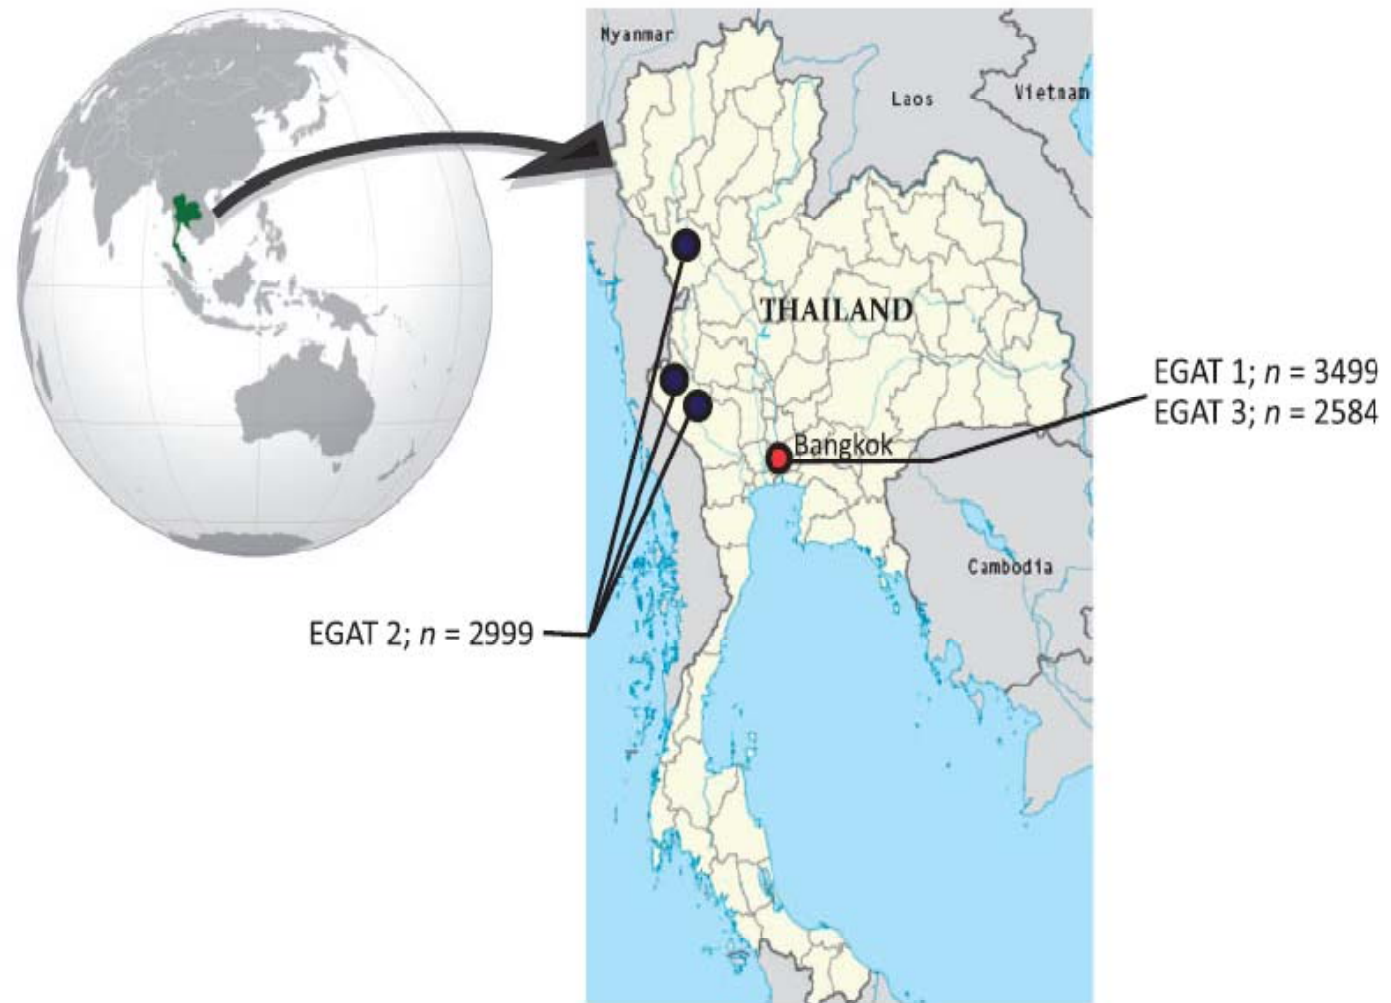 Myanmar
Laos
Vietnam
THAILAND
EGAT 1; n = 3499
EGAT 3; n = 2584
Bangkok
Cambodia
EGAT 2; n = 2999